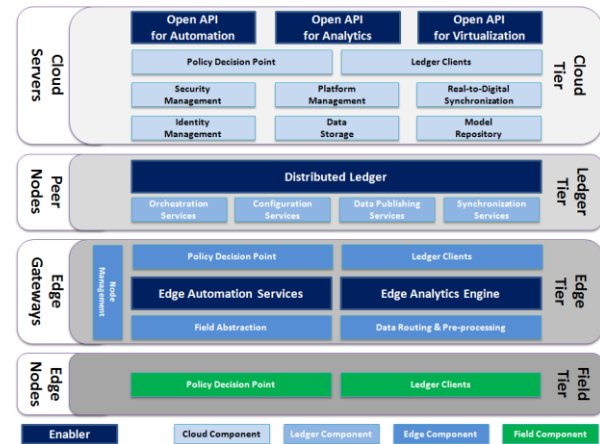 Cloud
Servers
Open API
for Automation
Open API
for Analytics
Open API
for Virtualization
Policy Decision Point
Ledger Clients
Security
Management
Platform
Management
Real-to-Digital
Synchronization
Identity
Management
Data
Storage
Model
Repository
Cloud
Tier
Peer
Nodes
Distributed Ledger
Orchestration
Services
Configuration
Services
Data Publishing
Services
Synchronization
Services
Ledger
Tier
Edge
Gateways
Node
Management
Policy Decision Point
Ledger Clients
Edge Automation Services
Edge Analytics Engine
Field Abstraction
Data Routing & Pre-processing
Edge
Tier
Edge
Nodes
Policy Decision Point
Ledger Clients
Field
Tier
Enabler
Cloud Component
Ledger Component
Edge Component
Field Component